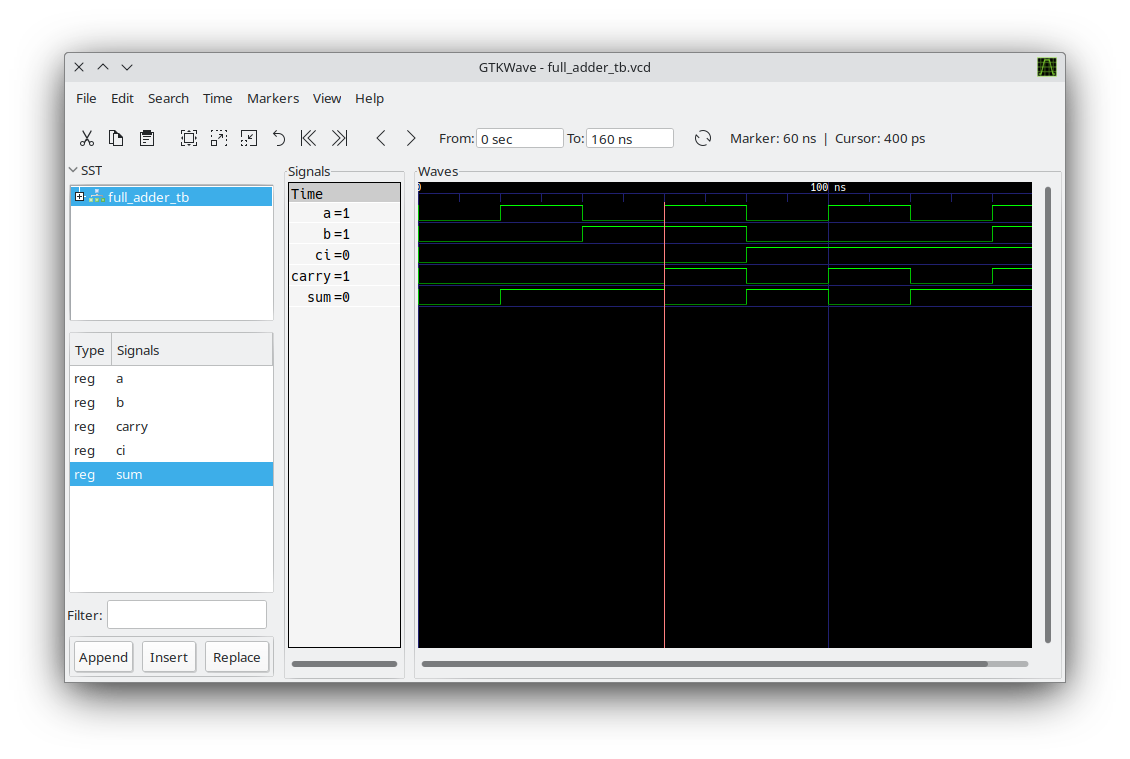 GTKWave - full_adder_tb.vcd
File Edit Search Time Markers View Help
From: 0 sec To: 160 ns Marker: 60 ns | Cursor: 400 ps
SST
full_adder_tb
Type Signals
reg a
reg b
reg carry
reg ci
reg sum
Filter:
Append Insert Replace
Signals
Time
a =1
b =1
ci =0
carry =1
sum =0
Waves
0 100 ns